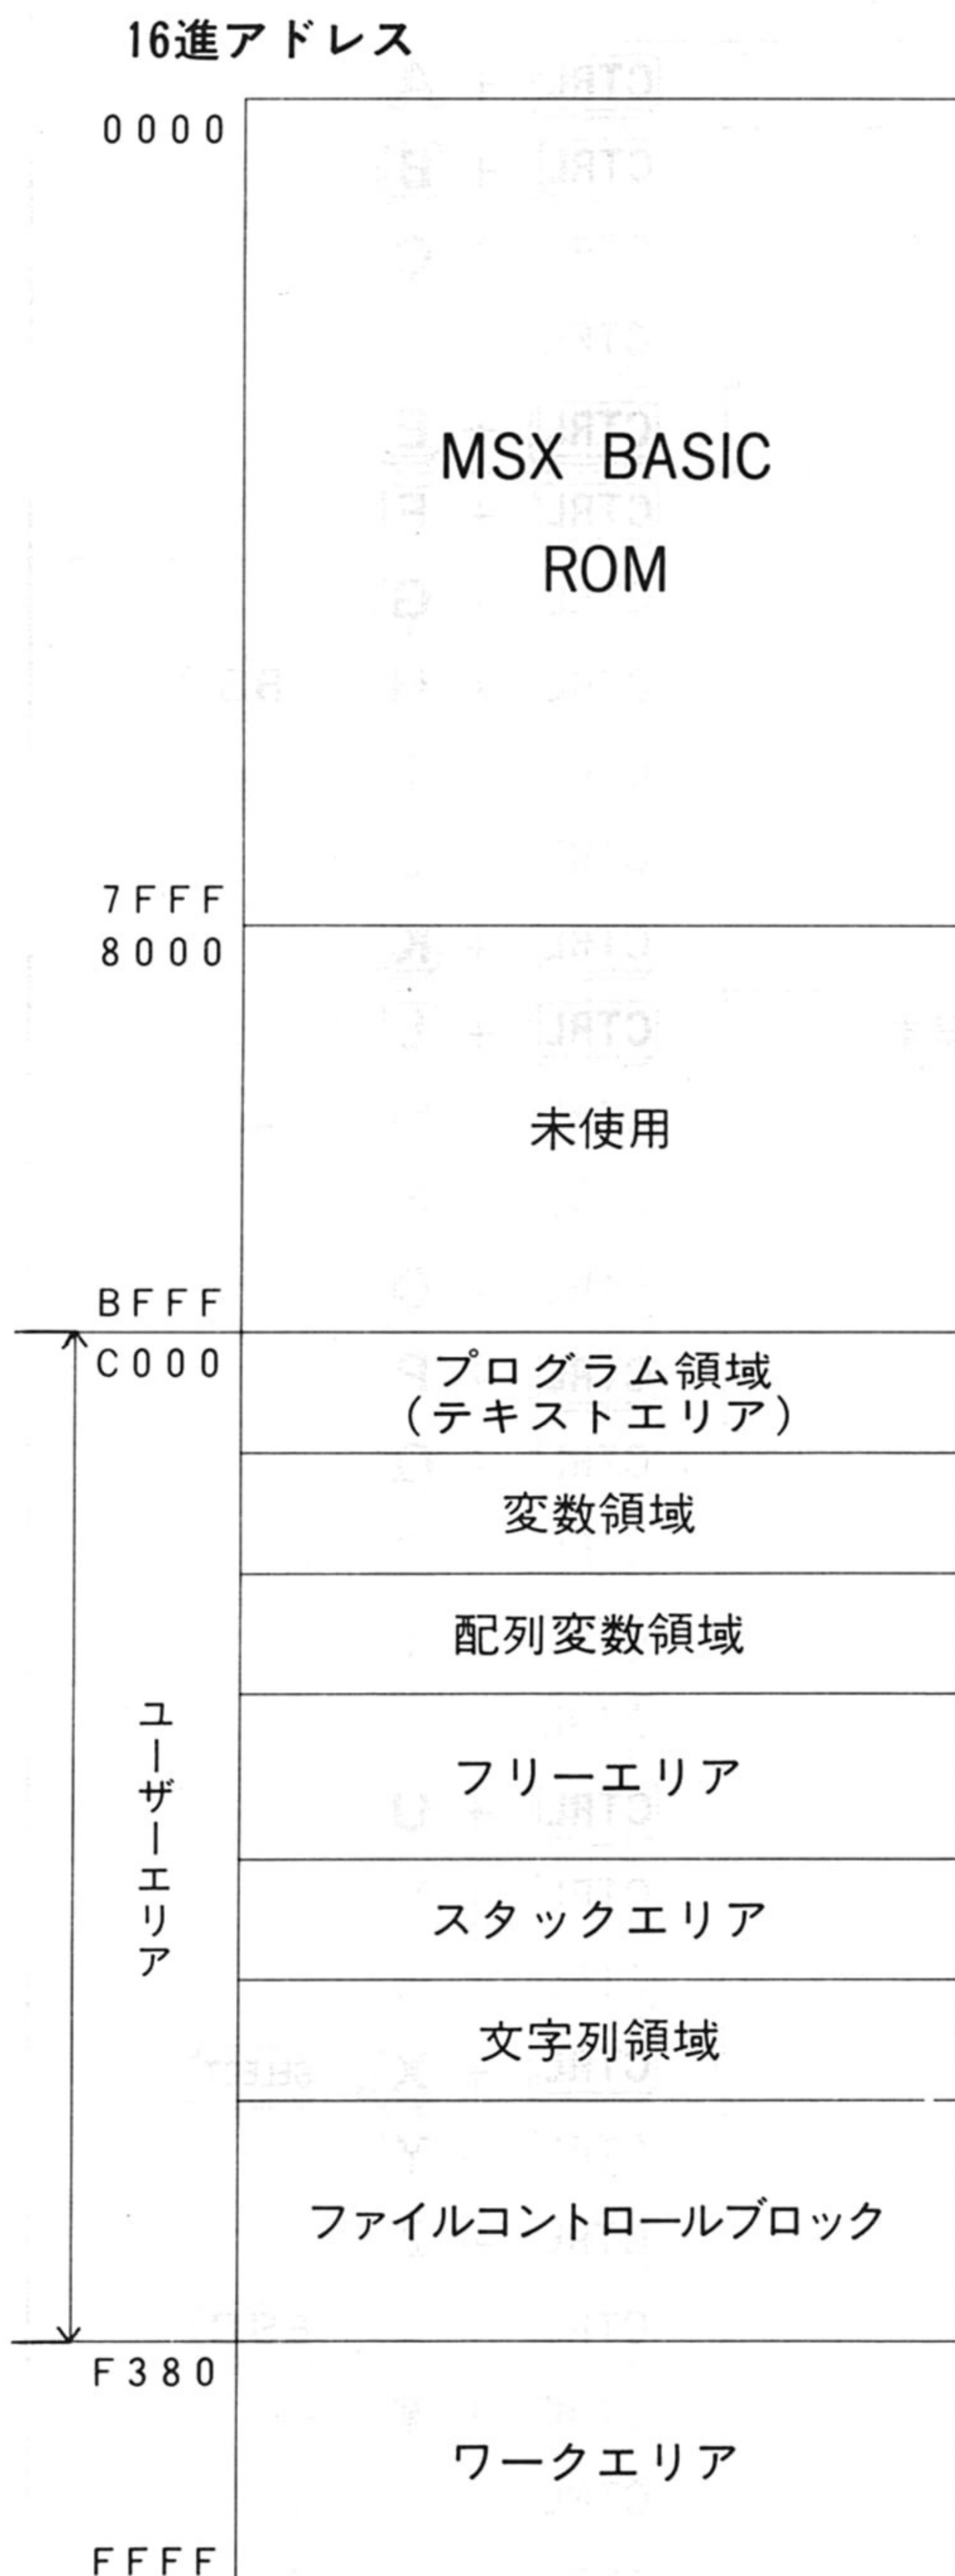 16進アドレス
0000
MSX BASIC
ROM
7FFF
8000
未使用
BFFF
C000
プログラム領域
(テキストエリア)
変数領域
配列変数領域
ユーザーエリア
フリーエリア
スタックエリア
文字列領域
ファイルコントロールブロック
F380
ワークエリア
FFFF